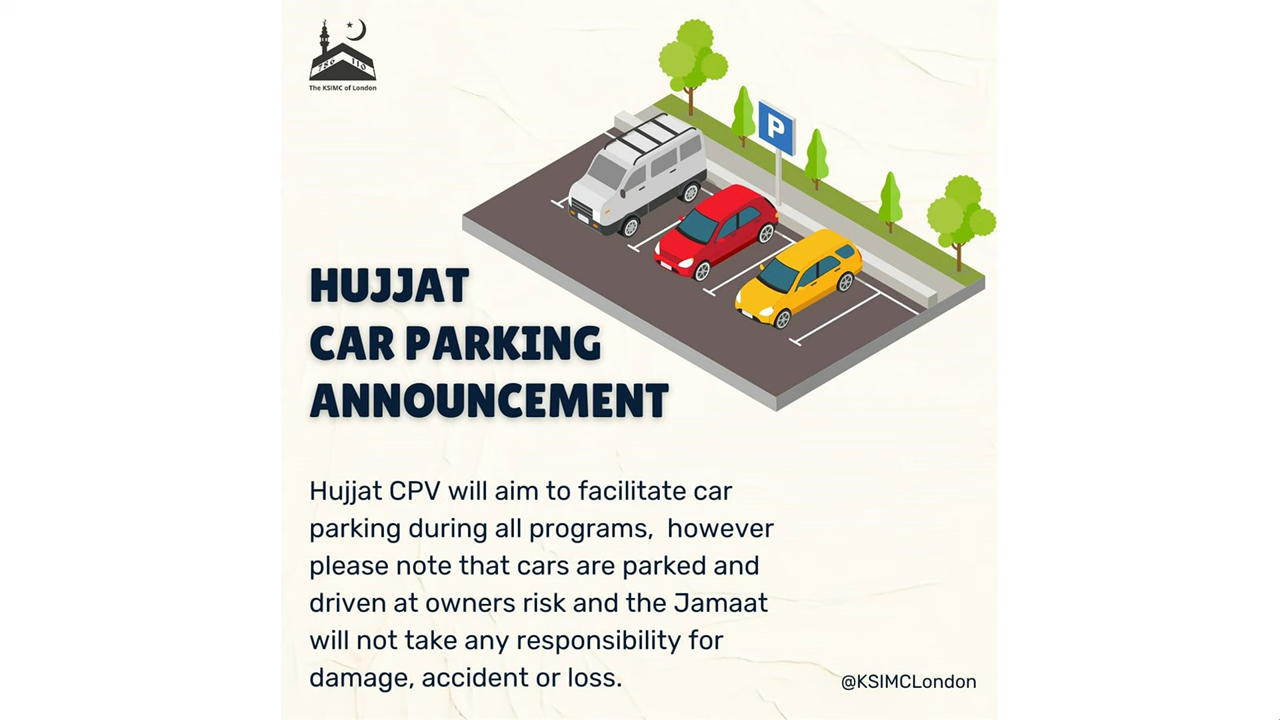 786 110
The KSIMC of London
P
HUJJAT
CAR PARKING
ANNOUNCEMENT
Hujjat CPV will aim to facilitate car
parking during all programs,  however
please note that cars are parked and
driven at owners risk and the Jamaat
will not take any responsibility for
damage, accident or loss.
@KSIMCLondon